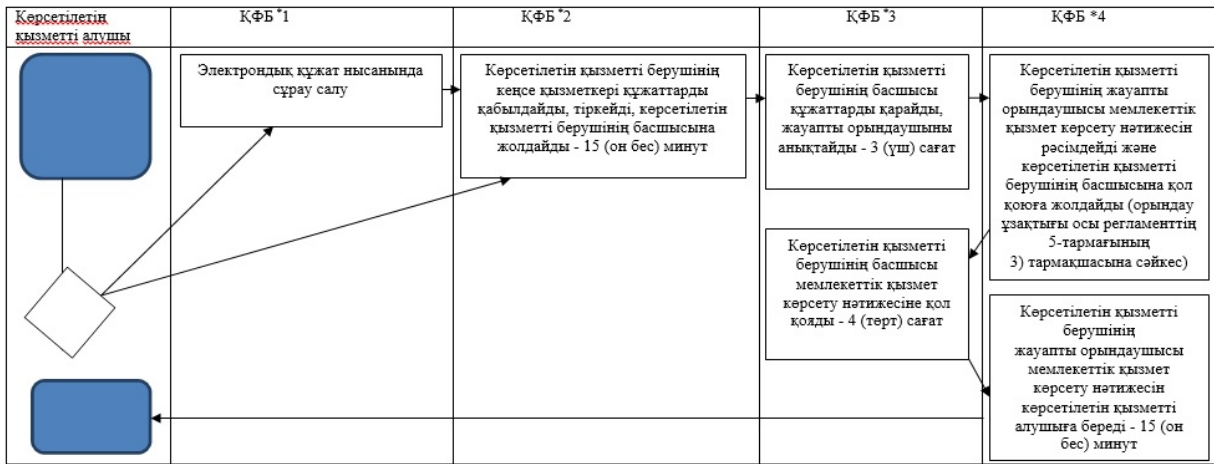 Көрсетілетін
қызметті алушы
ҚФБ *1
ҚФБ *2
ҚФБ *3
ҚФБ *4
Электрондық құжат нысанында
сұрау салу
Көрсетілетін қызметті берушінің
кеңсе қызметкері құжаттарды
қабылдайды, тіркейді, көрсетілетін
қызметті берушінің басшысына
жолдайды - 15 (он бес) минут
Көрсетілетін қызметті
берушінің басшысы
құжаттарды қарайды,
жауапты орындаушыны
анықтайды - 3 (үш) сағат
Көрсетілетін қызметті
берушінің жауапты
орындаушысы мемлекеттік
қызмет көрсету нәтижесін
рәсімдейді және
көрсетілетін қызметті
берушінің басшысына қол
қоюға жолдайды (орындау
ұзақтығы осы регламенттің
5-тармағының
3) тармақшасына сәйкес)
Көрсетілетін қызметті
берушінің басшысы
мемлекеттік қызмет
көрсету нәтижесіне қол
қояды - 4 (төрт) сағат
Көрсетілетін қызметті
берушінің
жауапты орындаушысы
мемлекеттік қызмет
көрсету нәтижесін
көрсетілетін қызметті
алушыға береді - 15 (он
бес) минут